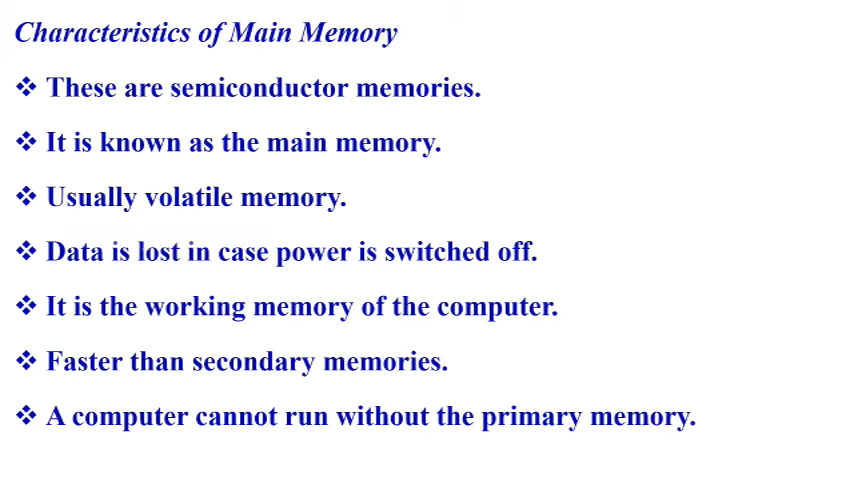 Characteristics of Main Memory
❖ These are semiconductor memories.
❖ It is known as the main memory.
❖ Usually volatile memory.
❖ Data is lost in case power is switched off.
❖ It is the working memory of the computer.
❖ Faster than secondary memories.
❖ A computer cannot run without the primary memory.